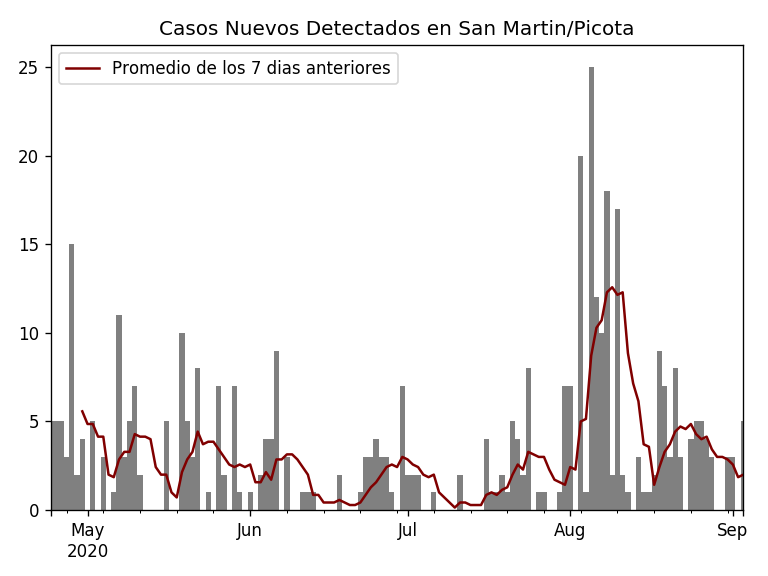 Casos Nuevos Detectados en San Martin/Picota
Promedio de los 7 dias anteriores
25
20
15
10
5
0
May
2020
Jun
Jul
Aug
Sep